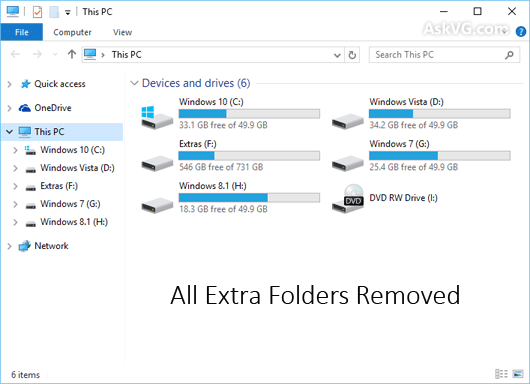 This PC
AskVG.com
File Computer View
This PC
Search This PC
Quick access
OneDrive
This PC
Windows 10 (C:)
Windows Vista (D:)
Extras (F:)
Windows 7 (G:)
Windows 8.1 (H:)
Network
Devices and drives (6)
Windows 10 (C:)
33.1 GB free of 49.9 GB
Windows Vista (D:)
34.2 GB free of 49.9 GB
Extras (F:)
546 GB free of 731 GB
Windows 7 (G:)
25.4 GB free of 49.9 GB
Windows 8.1 (H:)
18.3 GB free of 49.9 GB
DVD RW Drive (I:)
DVD
All Extra Folders Removed
6 items